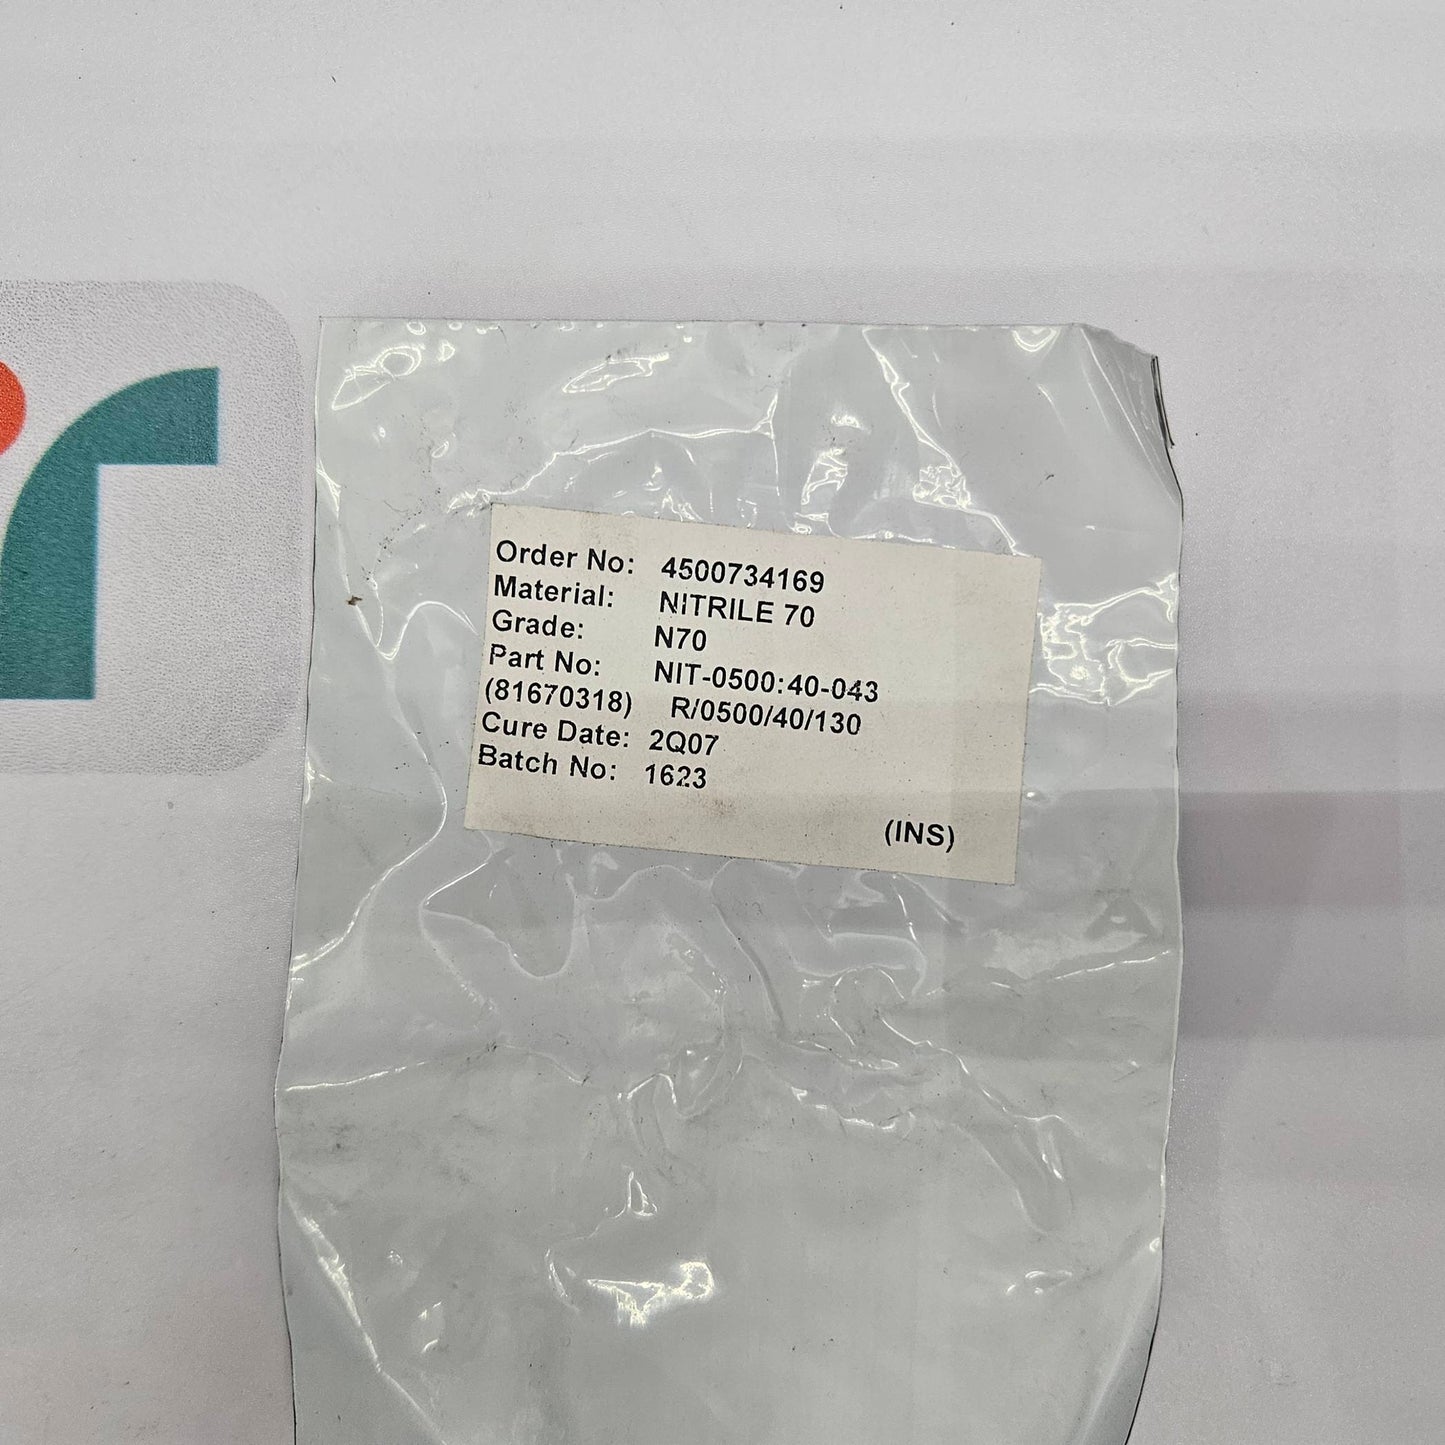 Order No: 4500734169
Material: NITRILE 70
Grade: N70
Part No: NIT-0500:40-043
(81670318) R/0500/40/130
Cure Date: 2Q07
Batch No: 1623
(INS)